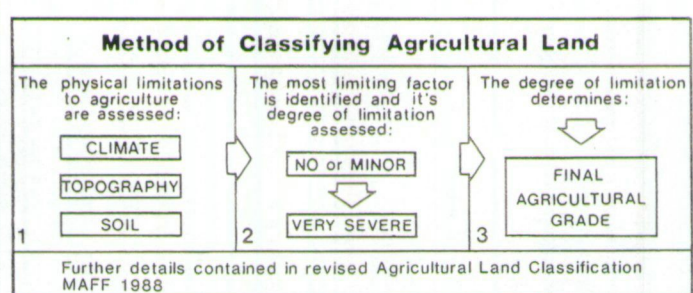 Method of Classifying Agricultural Land
The physical limitations
to agriculture
are assessed:
CLIMATE
TOPOGRAPHY
SOIL
1
The most limiting factor
is identified and it's
degree of limitation
assessed:
NO or MINOR
VERY SEVERE
2
The degree of limitation
determines:
FINAL
AGRICULTURAL
GRADE
3
Further details contained in revised Agricultural Land Classification
MAFF 1988